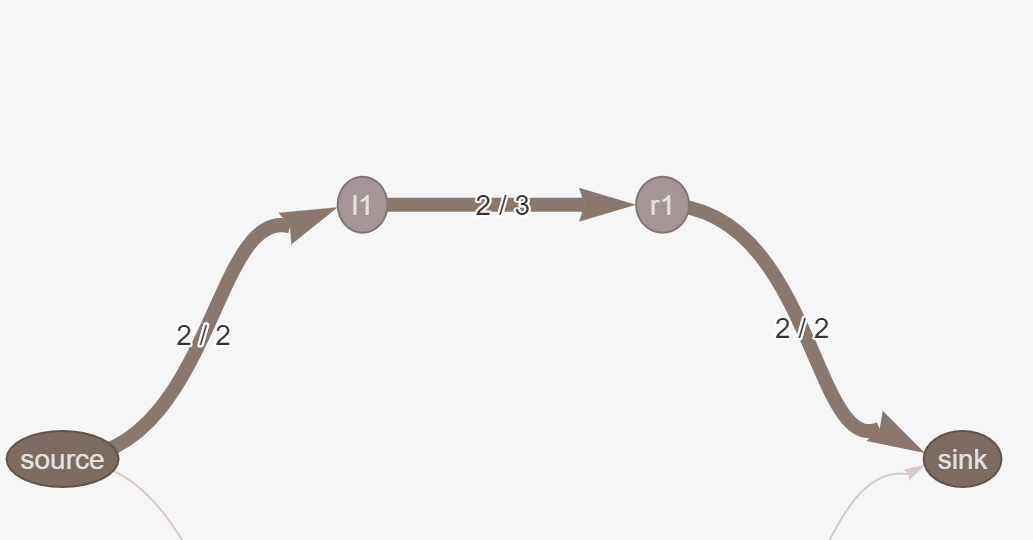 l1
2 / 3
r1
2 / 2
2 / 2
source
sink